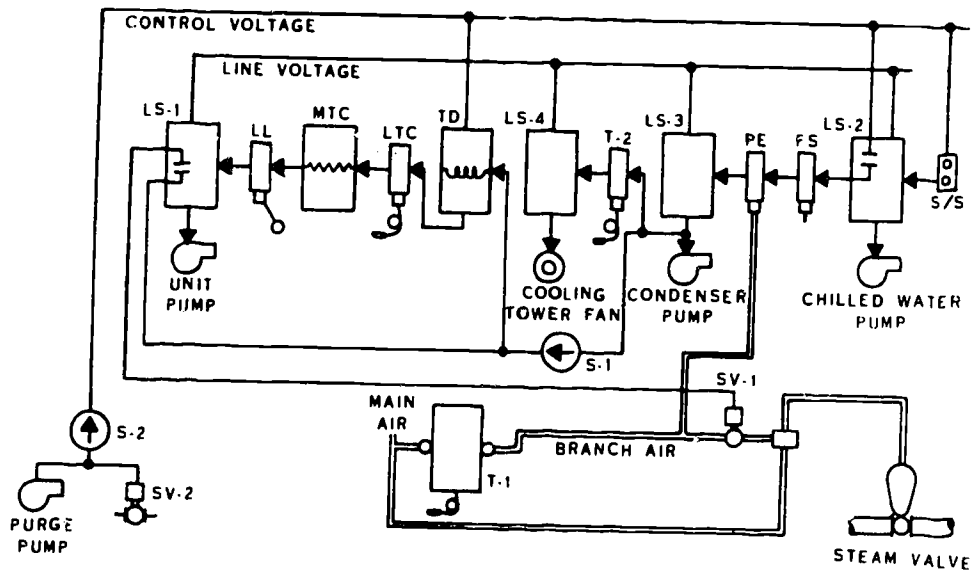 CONTROL VOLTAGE
LINE VOLTAGE
LS-1
LL
MTC
LTC
TD
LS-4
T-2
LS-3
PE
FS
LS-2
S/S
UNIT
PUMP
COOLING
TOWER FAN
CONDENSER
PUMP
CHILLED WATER
PUMP
S-1
SV-1
MAIN
AIR
S-2
BRANCH AIR
T-1
SV-2
PURGE
PUMP
STEAM VALVE